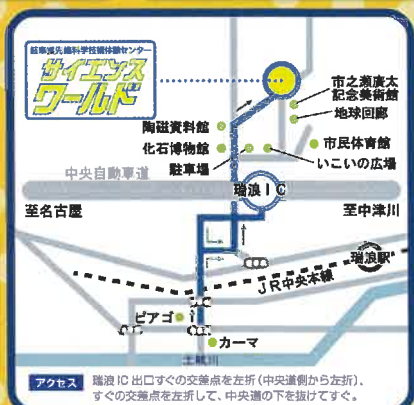 岐阜県先端科学技術体験センター
サイエンス
ワールド
市之瀬廣太
記念美術館
地球回廊
陶磁資料館
化石博物館
市民体育館
駐車場
いこいの広場
中央自動車道
瑞浪IC
至名古屋
至中津川
瑞浪駅
JR中央本線
ピアゴ
カーマ
土岐川
アクセス
瑞浪IC出口すぐの交差点を左折(中央道側から左折)、
すぐの交差点を左折して、中央道の下を抜けてすぐ。